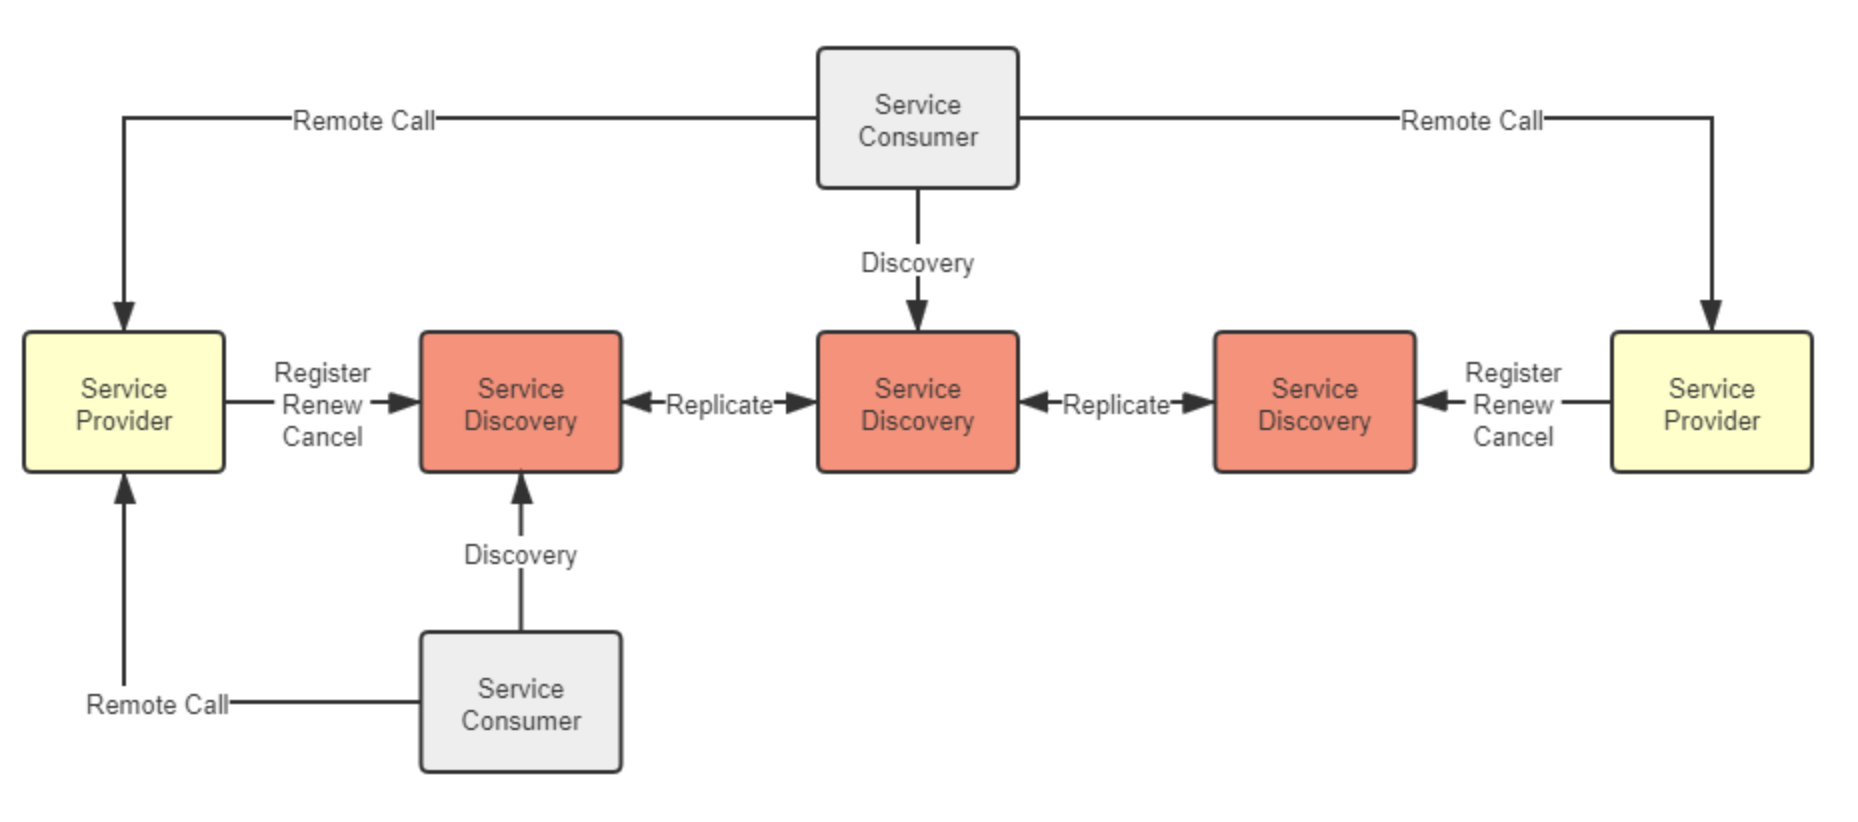 Service
Consumer
Remote Call
Remote Call
Discovery
Service
Provider
Register
Renew
Cancel
Service
Discovery
Replicate
Service
Discovery
Replicate
Service
Discovery
Register
Renew
Cancel
Service
Provider
Discovery
Service
Consumer
Remote Call